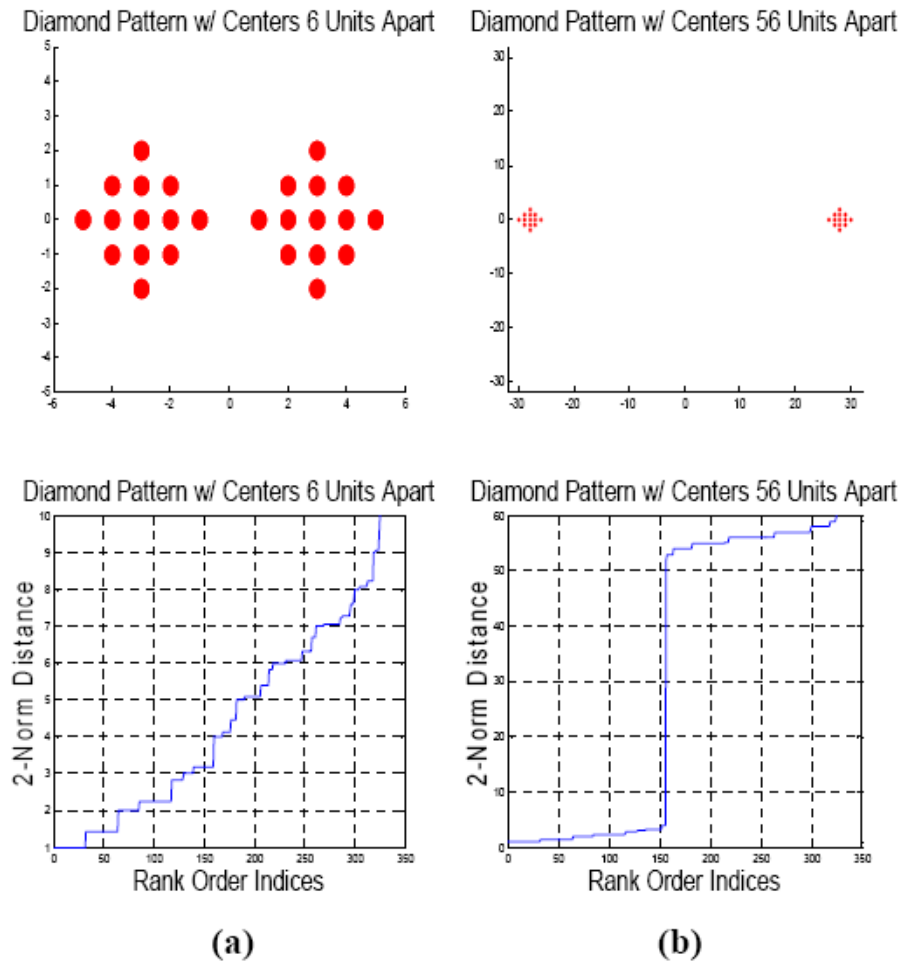 Diamond Pattern w/ Centers 6 Units Apart
5
4
3
2
1
0
-1
-2
-3
-4
-5
-6 -4 -2 0 2 4 6
Diamond Pattern w/ Centers 56 Units Apart
30
20
10
0
-10
-20
-30
-30 -20 -10 0 10 20 30
Diamond Pattern w/ Centers 6 Units Apart
2-Norm Distance
10
9
8
7
6
5
4
3
2
1
0 50 100 150 200 250 300 350
Rank Order Indices
Diamond Pattern w/ Centers 56 Units Apart
2-Norm Distance
60
50
40
30
20
10
0
0 50 100 150 200 250 300 350
Rank Order Indices
(a)
(b)